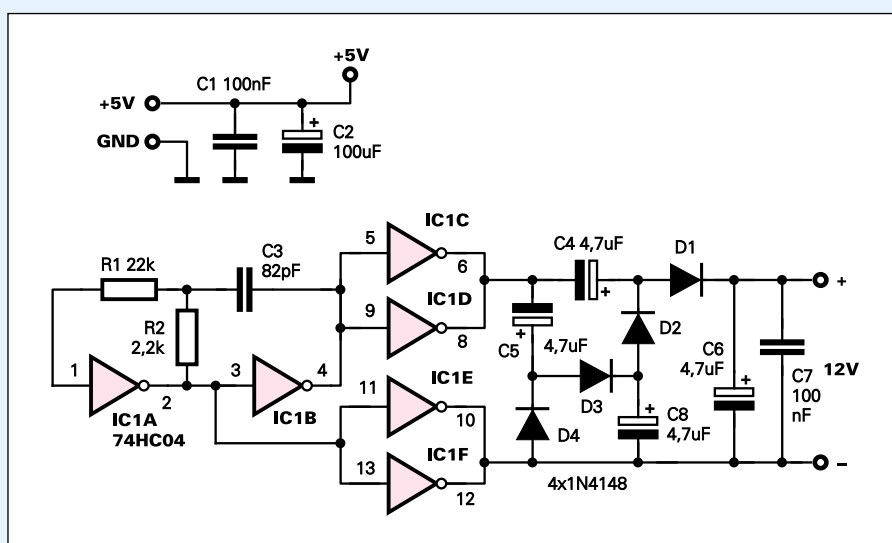 +5V
C1 100nF
+5V
+
C2
100uF
GND
IC1C
5
6
C4 4,7uF
D1
R1 22k
C3
82pF
+
+
IC1D
9
8
D2
R2
2,2k
+
C5
4,7uF
C6
4,7uF
+
C7
100
nF
12V
1
2
3
4
IC1E
11
10
D3
+
C8
4,7uF
IC1A
74HC04
IC1B
IC1F
13
12
D4
–
4x1N4148